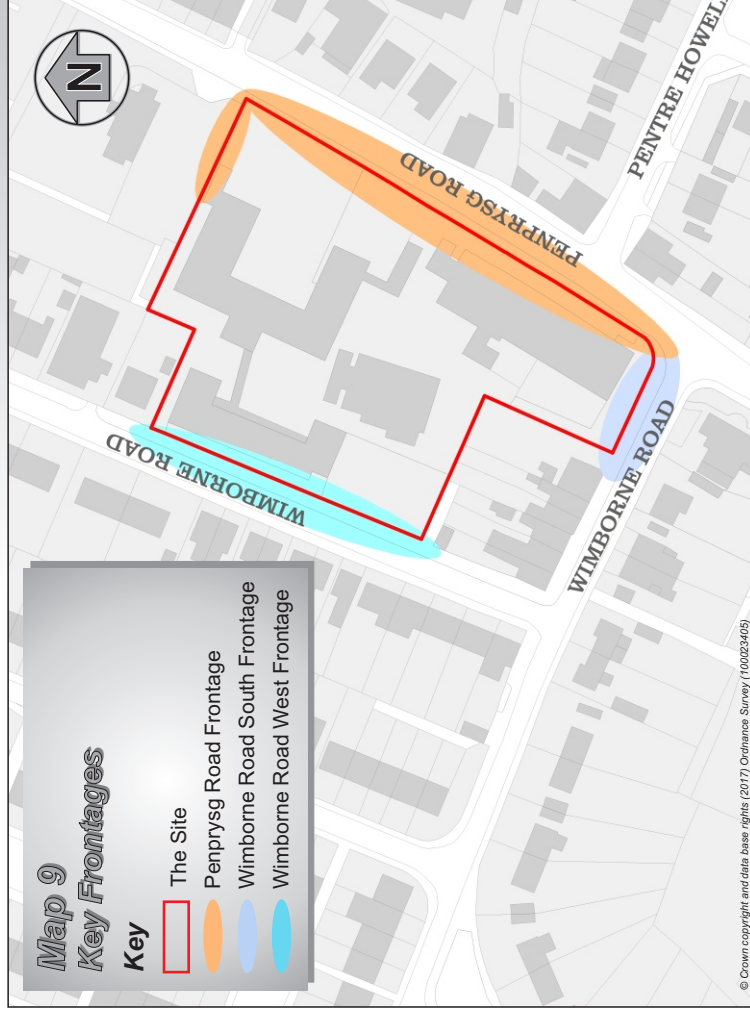 Map 9
Key Frontages
Key
The Site
Penprysg Road Frontage
Wimborne Road South Frontage
Wimborne Road West Frontage
N
WIMBORNE ROAD
PENPRYSG ROAD
PENTRE HOWEL
WIMBORNE ROAD
© Crown copyright and data base rights (2017) Ordnance Survey (100023405)